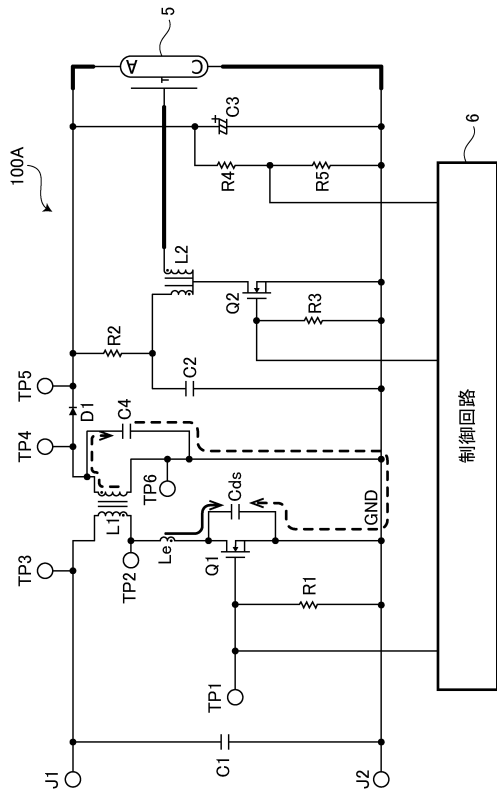 100A
J1
J2
C1
TP1
TP2
TP3
TP4
TP5
TP6
R1
Q1
Le
Cds
L1
C4
D1
GND
R2
C2
L2
Q2
R3
R4
R5
C3
+
A
T
C
5
6
制御回路